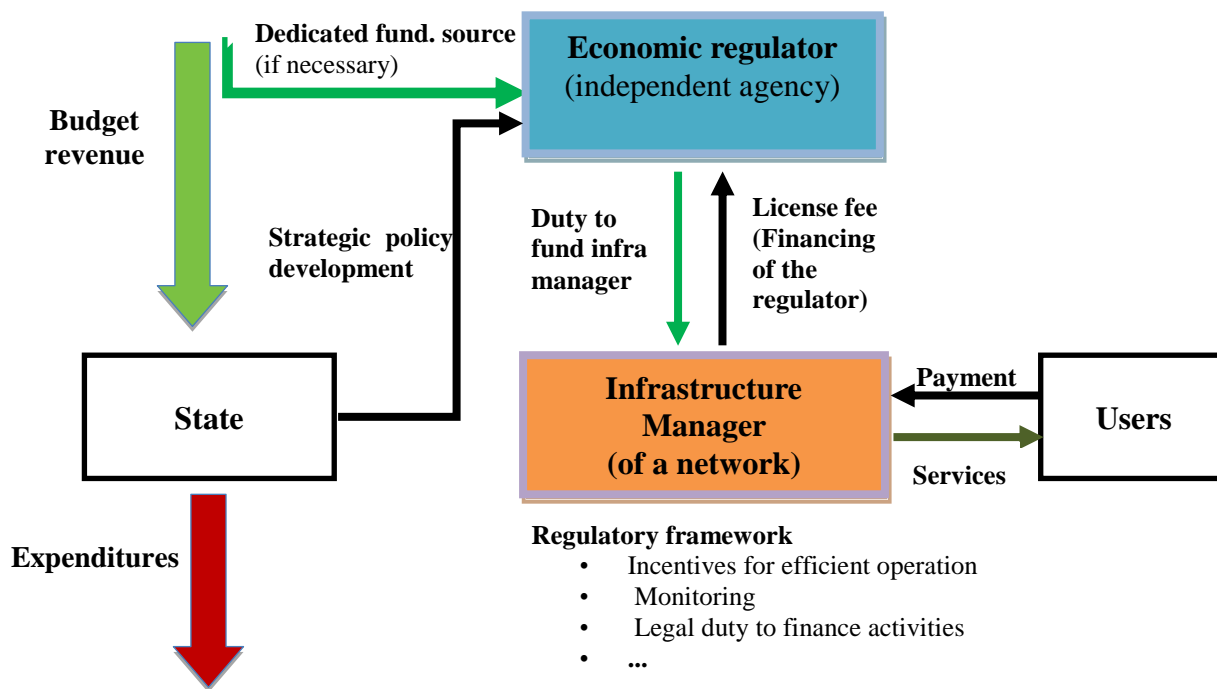 Dedicated fund. source
(if necessary)
Economic regulator
(independent agency)
Budget
revenue
Strategic policy
development
Duty to
fund infra
manager
License fee
(Financing
of the
regulator)
State
Infrastructure
Manager
(of a network)
Payment
Services
Users
Expenditures
Regulatory framework
• Incentives for efficient operation
• Monitoring
• Legal duty to finance activities
• ...